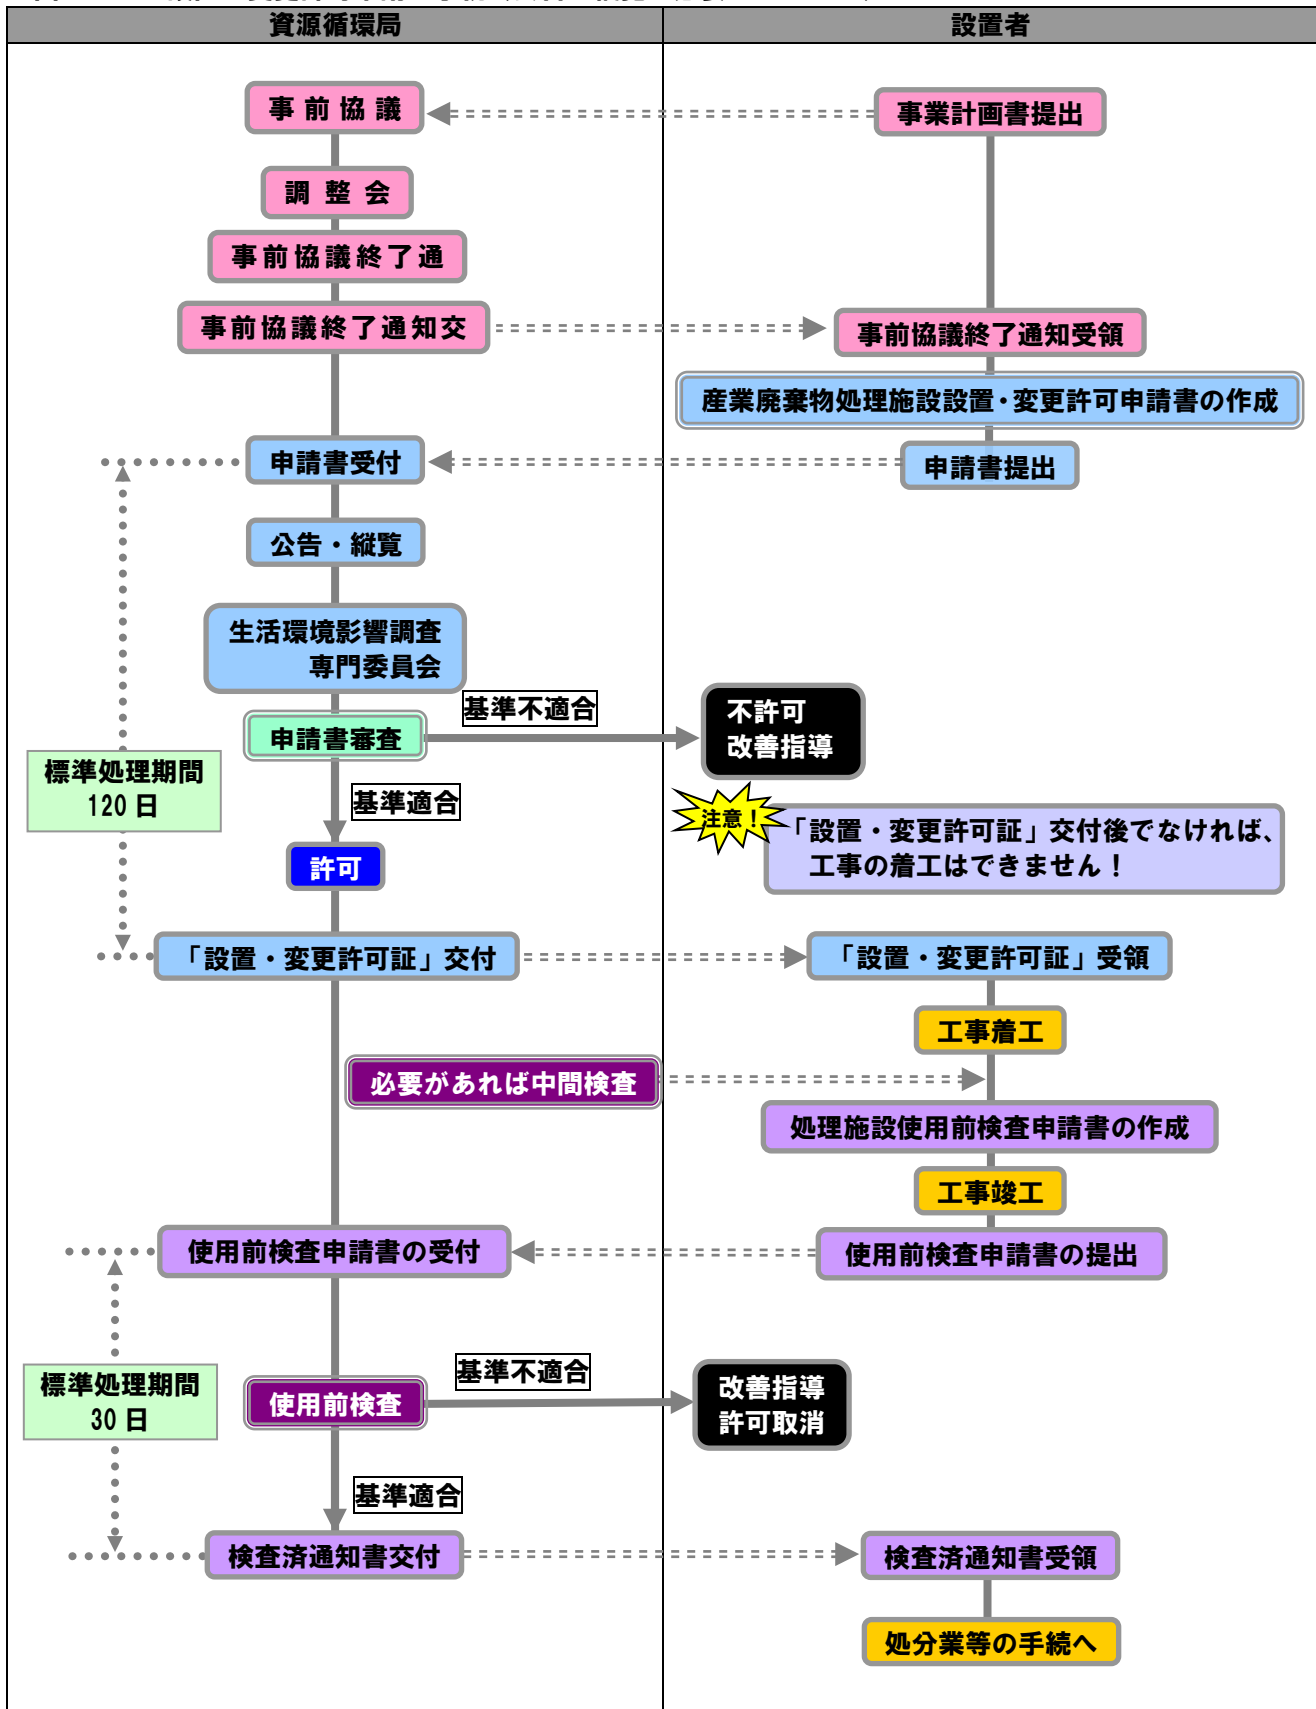 資源循環局
設置者
事前協議
事業計画書提出
調整会
事前協議終了通
事前協議終了通知交
事前協議終了通知受領
産業廃棄物処理施設設置・変更許可申請書の作成
申請書受付
申請書提出
公告・縦覧
生活環境影響調査
専門委員会
基準不適合
申請書審査
不許可
改善指導
標準処理期間
120日
基準適合
注意！
「設置・変更許可証」交付後でなければ、
工事の着工はできません！
許可
「設置・変更許可証」交付
「設置・変更許可証」受領
工事着工
必要があれば中間検査
処理施設使用前検査申請書の作成
工事竣工
使用前検査申請書の受付
使用前検査申請書の提出
標準処理期間
30日
基準不適合
使用前検査
改善指導
許可取消
基準適合
検査済通知書交付
検査済通知書受領
処分業等の手続へ